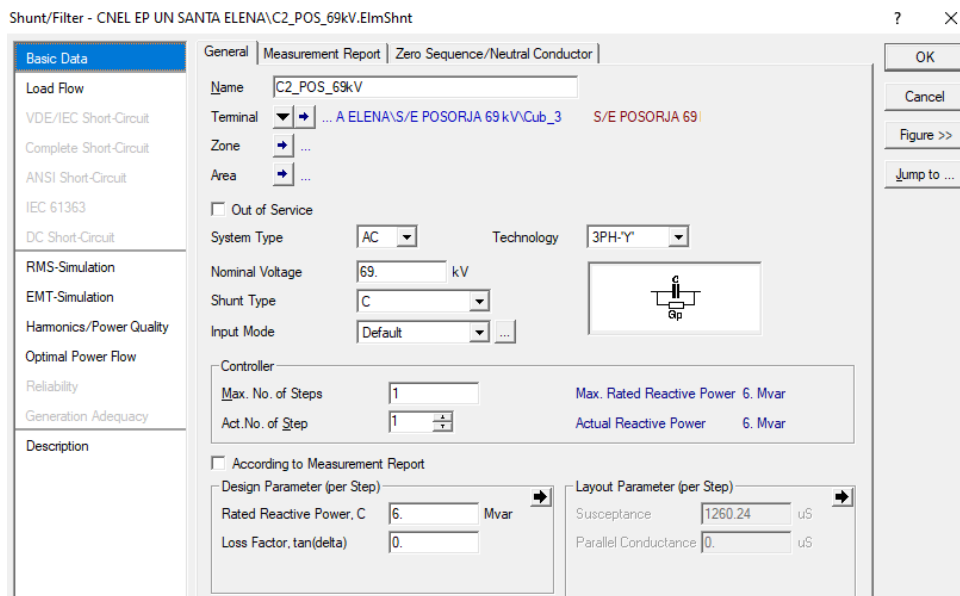 Shunt/Filter - CNEL EP UN SANTA ELENA\C2_POS_69kV.ElmShnt ? ×
Basic Data
Load Flow
VDE/IEC Short-Circuit
Complete Short-Circuit
ANSI Short-Circuit
IEC 61363
DC Short-Circuit
RMS-Simulation
EMT-Simulation
Harmonics/Power Quality
Optimal Power Flow
Reliability
Generation Adequacy
Description
General Measurement Report Zero Sequence/Neutral Conductor
Name C2_POS_69kV
Terminal ... A ELENA\S/E POSORJA 69 kV\Cub_3 S/E POSORJA 69
Zone ...
Area ...
Out of Service
System Type AC Technology 3PH-'Y'
Nominal Voltage 69. kV
Shunt Type C
Input Mode Default ...
C
Gp
Controller
Max. No. of Steps 1 Max. Rated Reactive Power 6. Mvar
Act.No. of Step 1 Actual Reactive Power 6. Mvar
According to Measurement Report
Design Parameter (per Step)
Rated Reactive Power, C 6. Mvar
Loss Factor, tan(delta) 0.
Layout Parameter (per Step)
Susceptance 1260.24 uS
Parallel Conductance 0. uS
OK
Cancel
Figure >>
Jump to ...